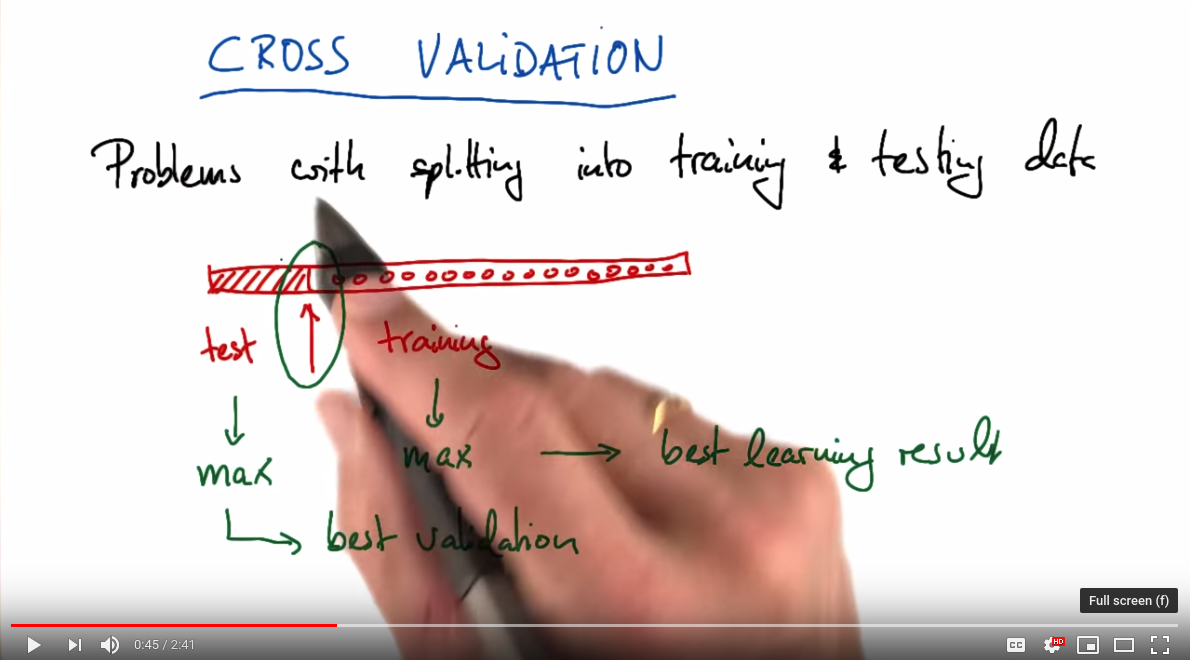 CROSS VALIDATION
Problems with splitting into training & testing data
test training
max max → best learning result
best validation
Full screen (f)
0:45 / 2:41
CC HD